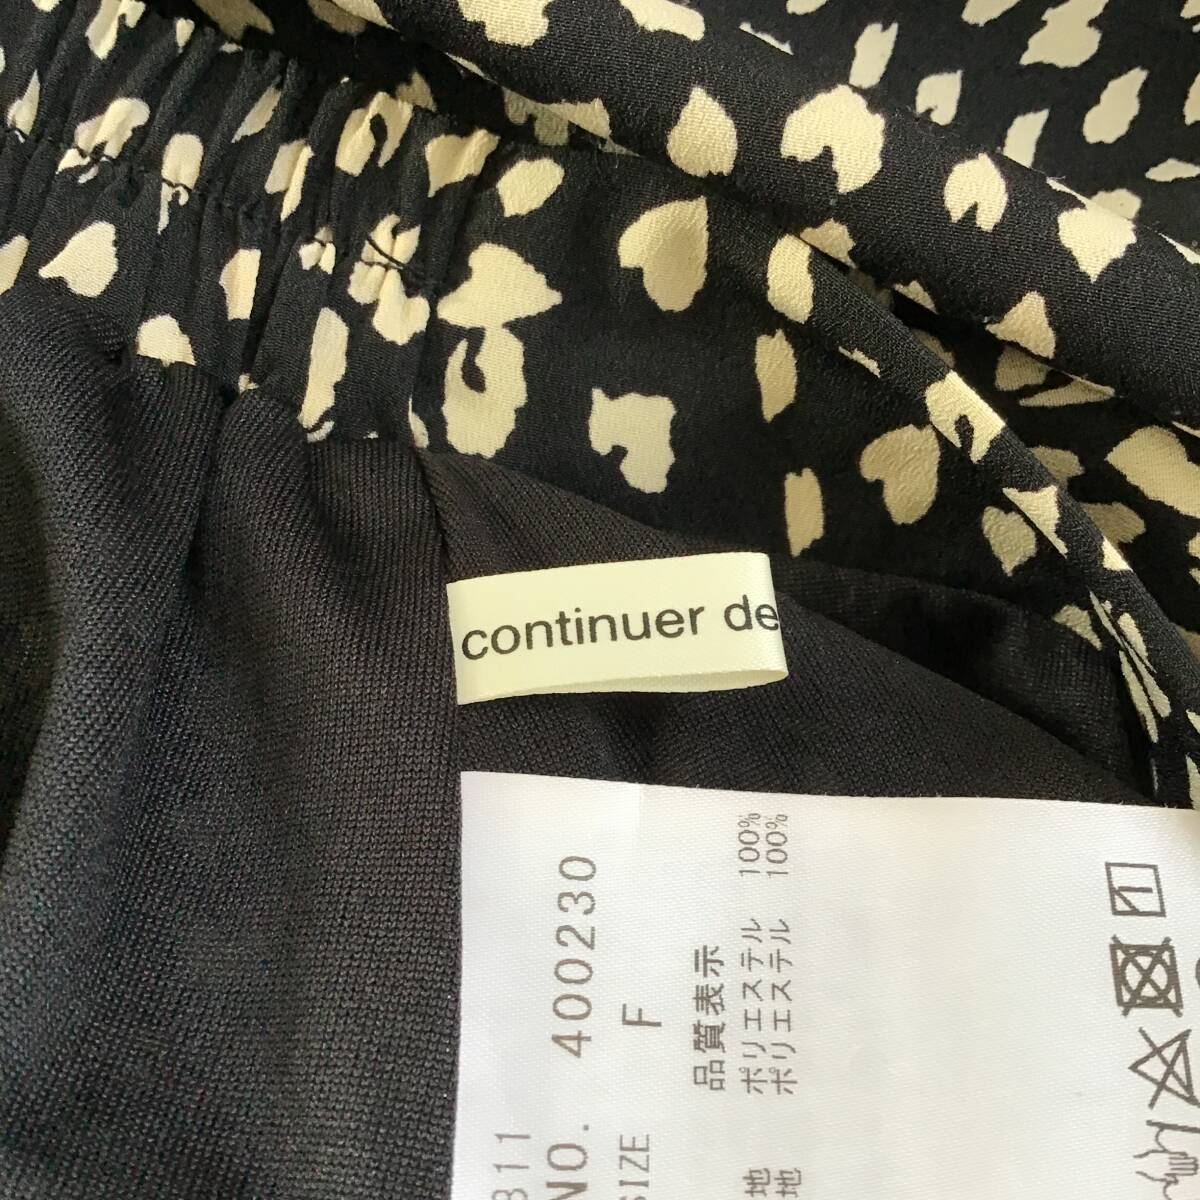 continuer de
311
NO. 400230
SIZE F
品質表示
地 ポリエステル 100%
地 ポリエステル 100%